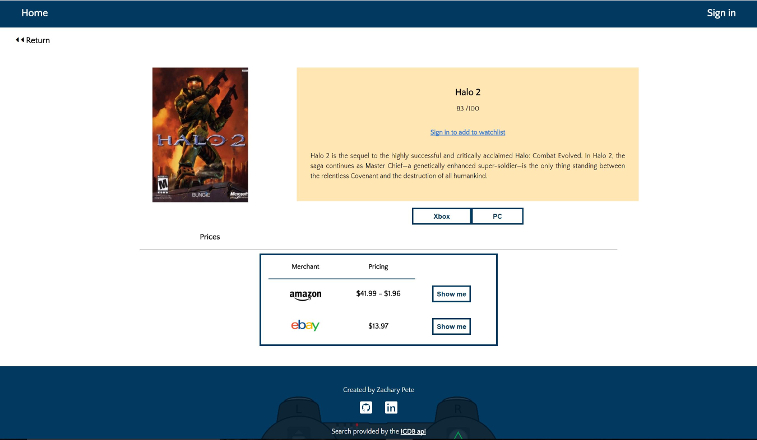 Home
Sign in
Return
HALO 2
BUNGIE
Microsoft
Halo 2
83 /100
Sign in to add to watchlist
Halo 2 is the sequel to the highly successful and critically acclaimed Halo: Combat Evolved. In Halo 2, the
saga continues as Master Chief—a genetically enhanced super-soldier—is the only thing standing between
the relentless Covenant and the destruction of all humankind.
Xbox
PC
Prices
Merchant
Pricing
amazon
$41.99 - $1.96
Show me
ebay
$13.97
Show me
Created by Zachary Pete
in
L
R
Search provided by the IGDB api